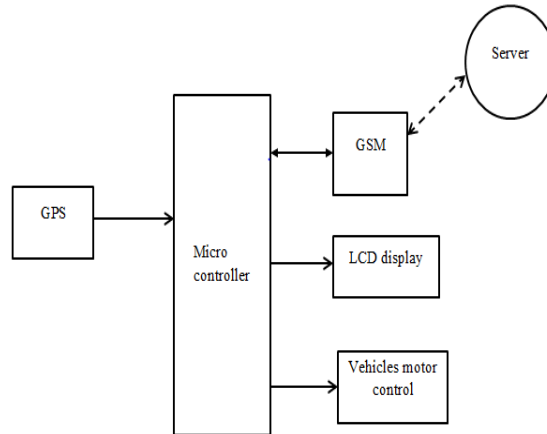 Server
GSM
GPS
Micro
controller
LCD display
Vehicles motor
control